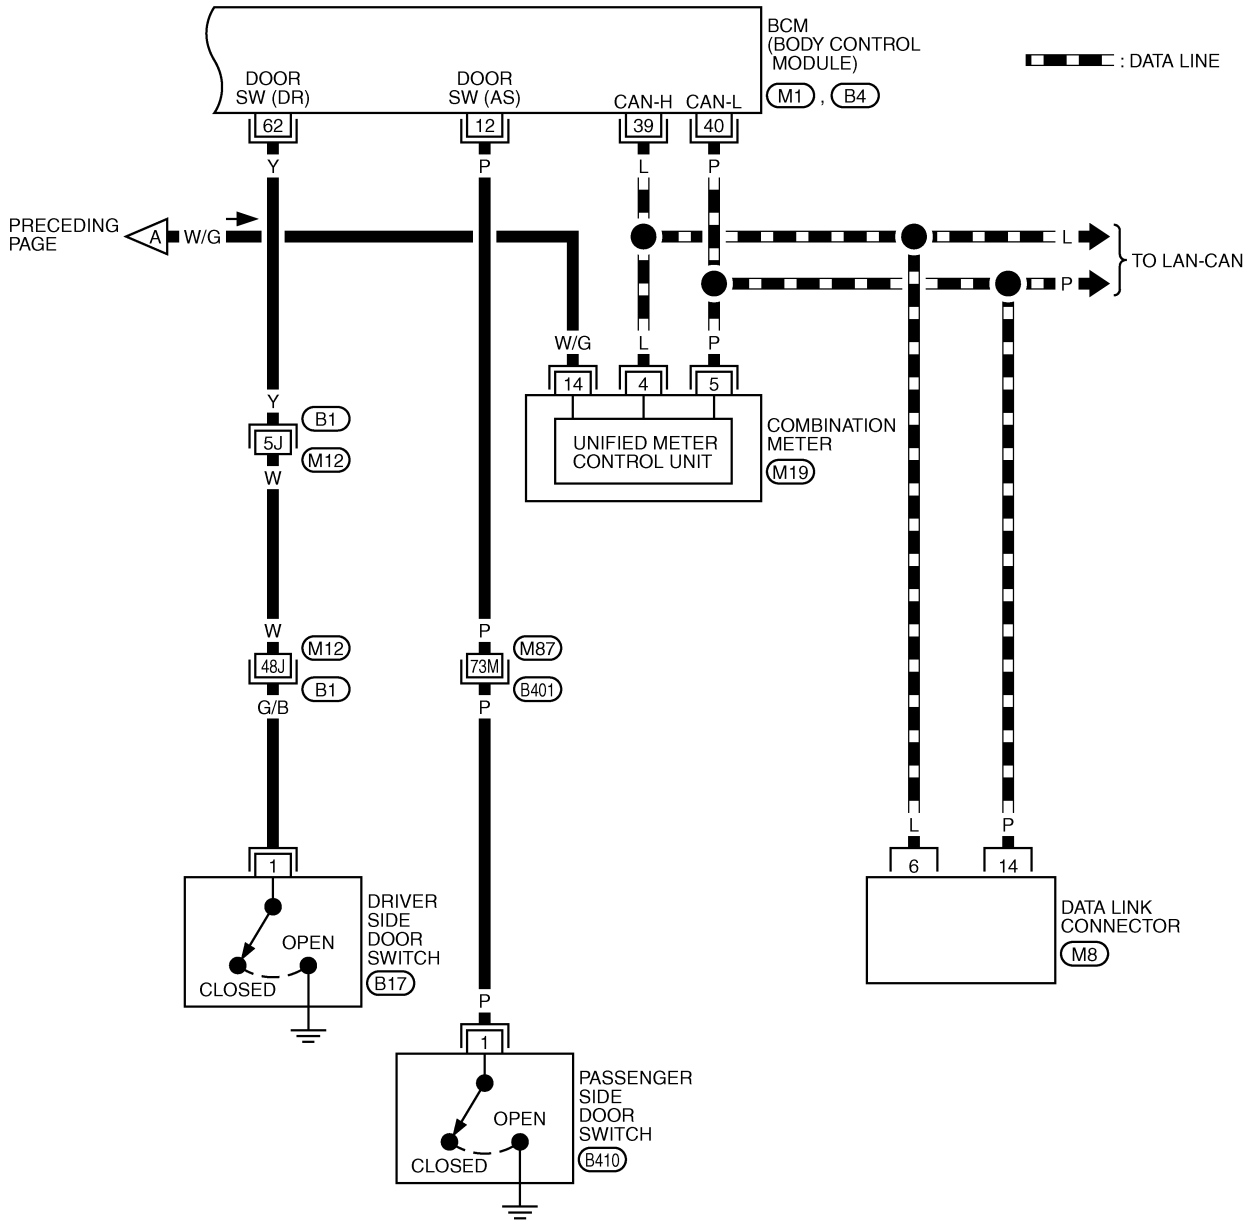 BCM
(BODY CONTROL
MODULE)
M1 , B4
: DATA LINE
DOOR
SW (DR)
DOOR
SW (AS)
CAN-H
CAN-L
62
12
39
40
Y
P
L
P
PRECEDING
PAGE
A
W/G
L
P
TO LAN-CAN
W/G
L
P
14
4
5
UNIFIED METER
CONTROL UNIT
COMBINATION
METER
M19
Y
B1
5J
M12
W
W
M12
48J
B1
G/B
P
M87
73M
B401
P
L
P
6
14
DATA LINK
CONNECTOR
M8
1
OPEN
CLOSED
DRIVER
SIDE
DOOR
SWITCH
B17
P
1
OPEN
CLOSED
PASSENGER
SIDE
DOOR
SWITCH
B410